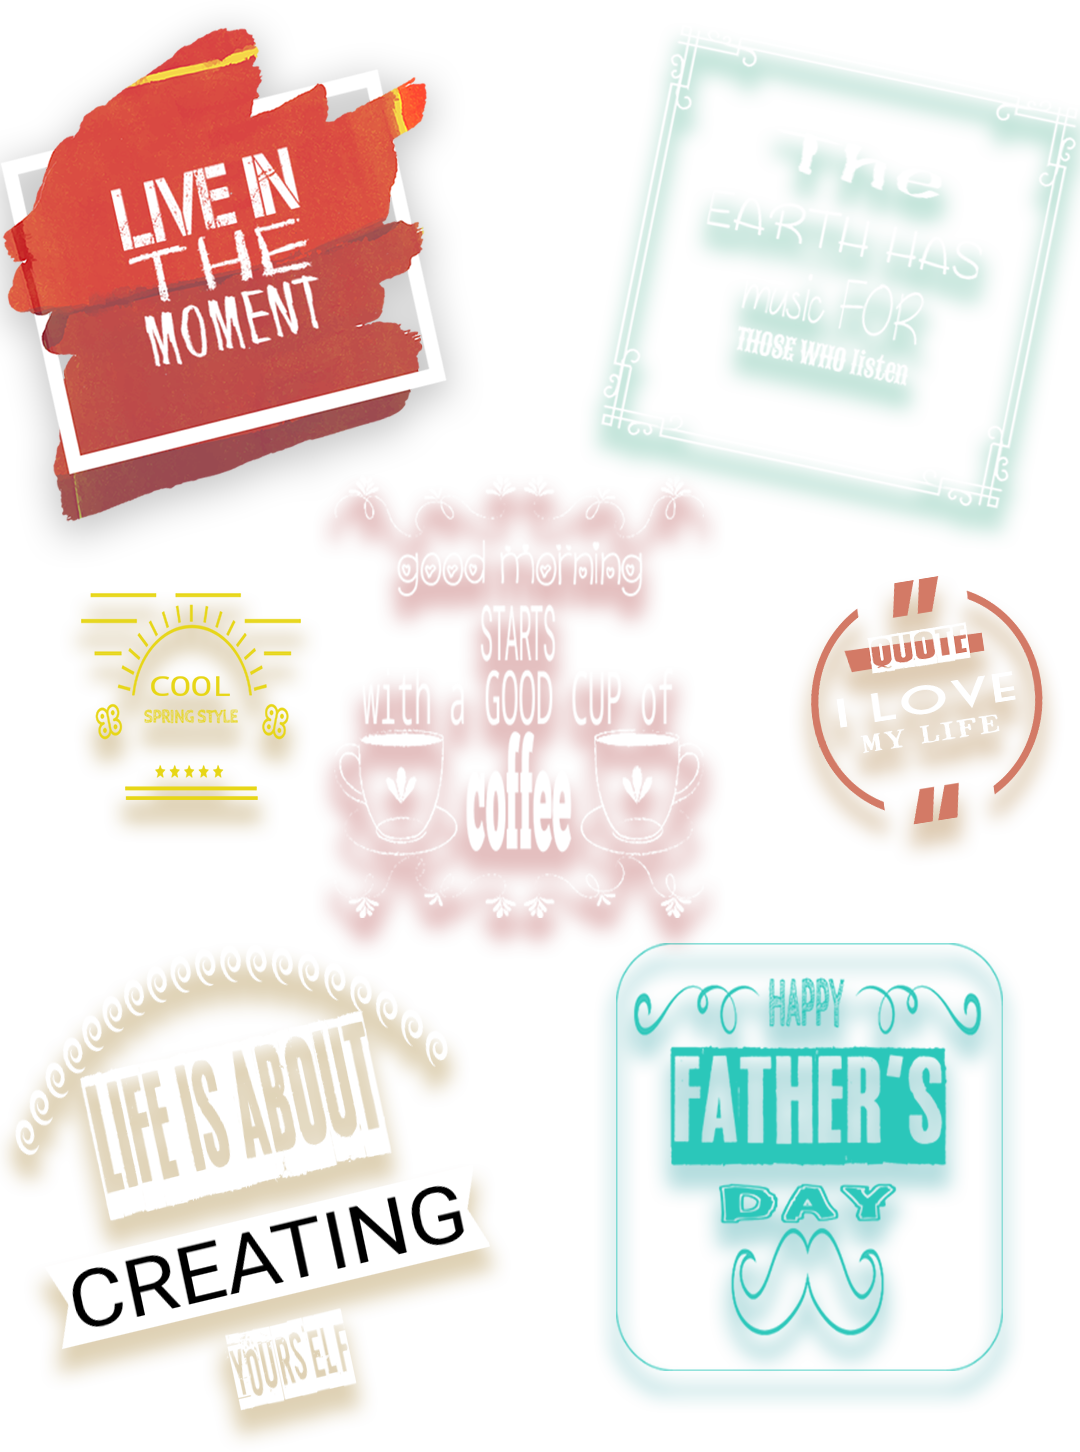 LIVE IN
THE
MOMENT
The
EARTH HAS
music FOR
THOSE WHO listen
good morning
STARTS
with a GOOD CUP of
coffee
COOL
SPRING STYLE
QUOTE
I LOVE
MY LIFE
LIFE IS ABOUT
CREATING
YOURSELF
HAPPY
FATHER'S
DAY